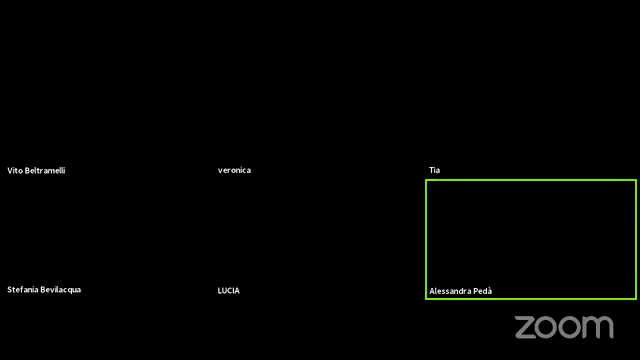 Vito Beltramelli
veronica
Tia
Stefania Bevilacqua
LUCIA
Alessandra Pedà
zoom